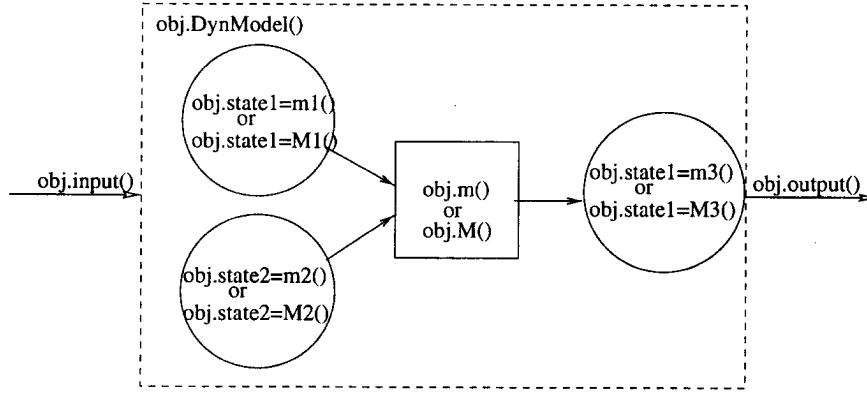 obj.DynModel()
obj.state1=m1()
or
obj.state1=M1()
obj.input()
obj.m()
or
obj.M()
obj.state1=m3()
or
obj.state1=M3()
obj.output()
obj.state2=m2()
or
obj.state2=M2()